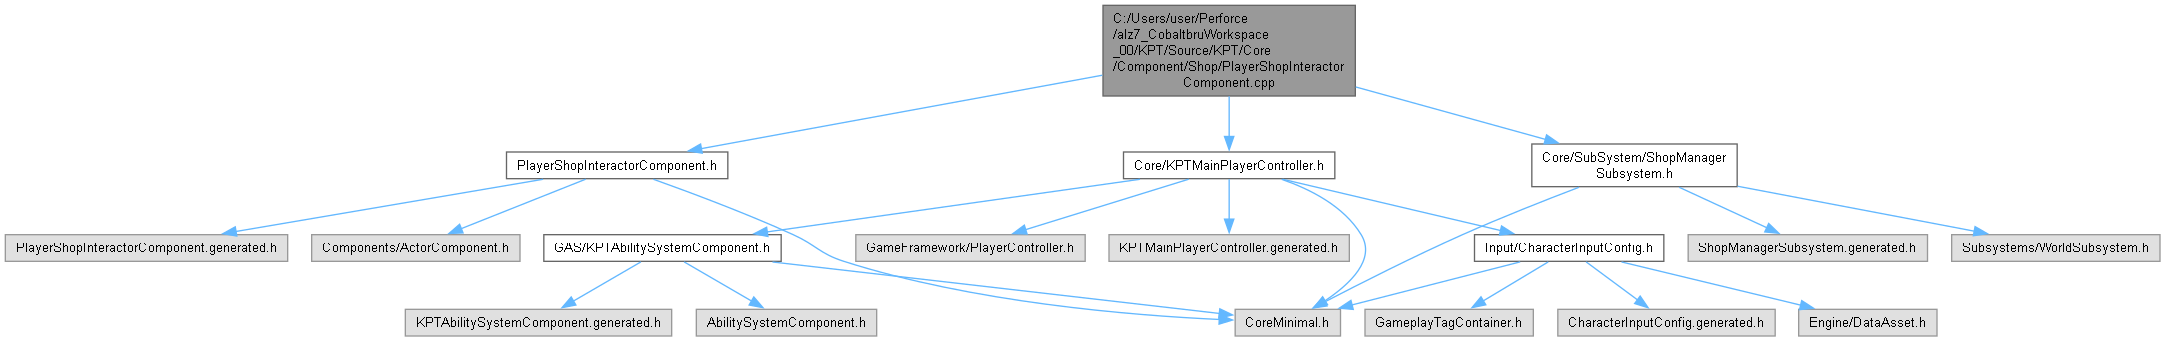 C:/Users/user/Perforce
/alz7_CobaltbruWorkspace
_00/KPT/Source/KPT/Core
/Component/Shop/PlayerShopInteractor
Component.cpp
PlayerShopInteractorComponent.h
Core/KPTMainPlayerController.h
Core/SubSystem/ShopManager
Subsystem.h
PlayerShopInteractorComponent.generated.h
Components/ActorComponent.h
GAS/KPTAbilitySystemComponent.h
GameFramework/PlayerController.h
KPTMainPlayerController.generated.h
Input/CharacterInputConfig.h
ShopManagerSubsystem.generated.h
Subsystems/WorldSubsystem.h
KPTAbilitySystemComponent.generated.h
AbilitySystemComponent.h
CoreMinimal.h
GameplayTagContainer.h
CharacterInputConfig.generated.h
Engine/DataAsset.h